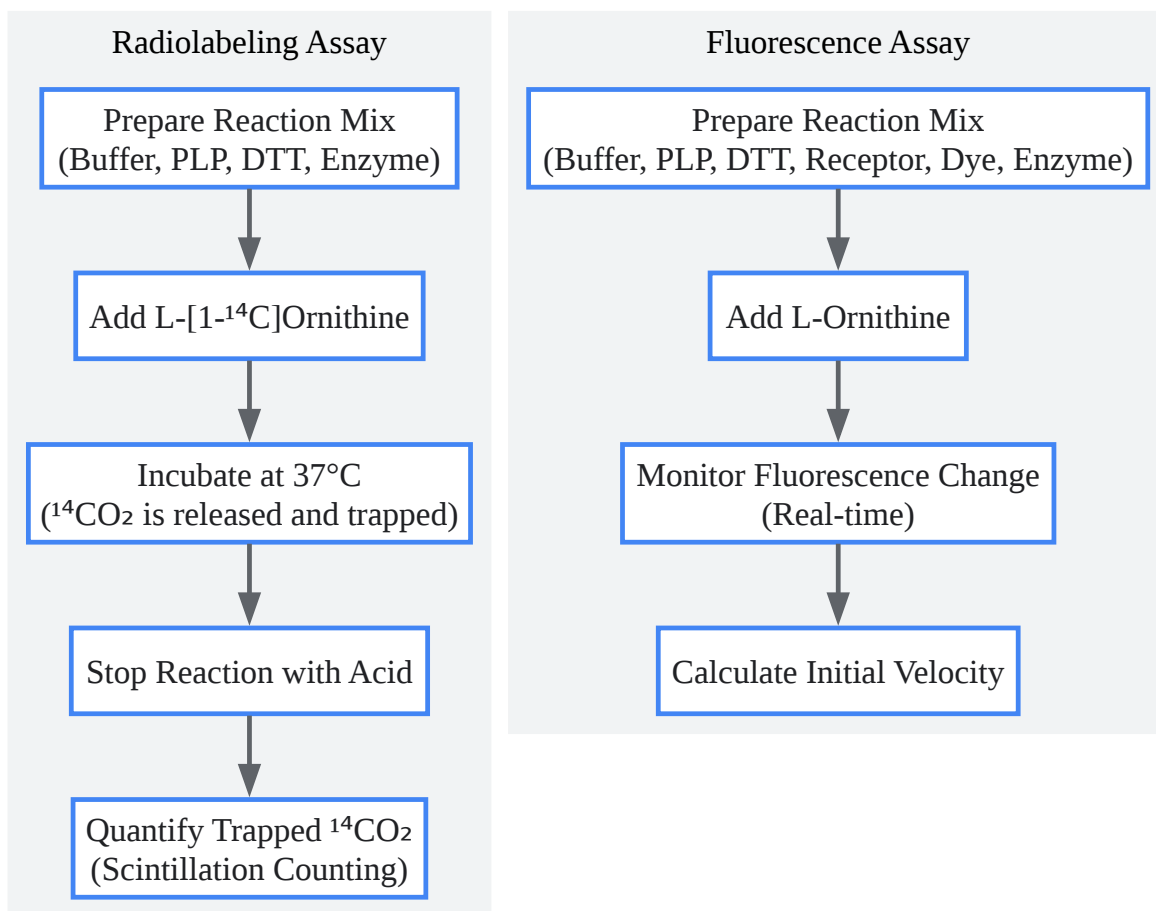 Radiolabeling Assay
Prepare Reaction Mix
(Buffer, PLP, DTT, Enzyme)
Add L-[1-¹⁴C]Ornithine
Incubate at 37°C
(¹⁴CO₂ is released and trapped)
Stop Reaction with Acid
Quantify Trapped ¹⁴CO₂
(Scintillation Counting)
Fluorescence Assay
Prepare Reaction Mix
(Buffer, PLP, DTT, Receptor, Dye, Enzyme)
Add L-Ornithine
Monitor Fluorescence Change
(Real-time)
Calculate Initial Velocity